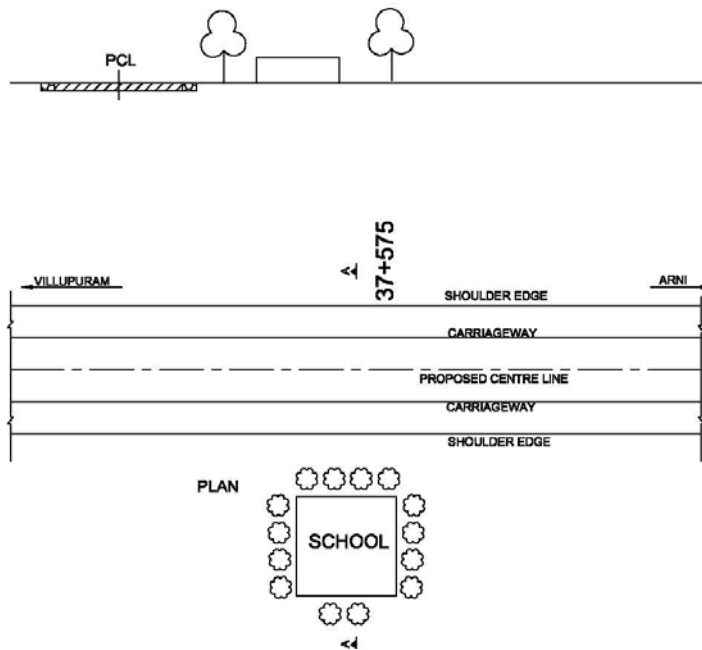 PCL
A
37+575
VILLUPURAM
ARNI
SHOULDER EDGE
CARRIAGEWAY
PROPOSED CENTRE LINE
CARRIAGEWAY
SHOULDER EDGE
PLAN
SCHOOL
A